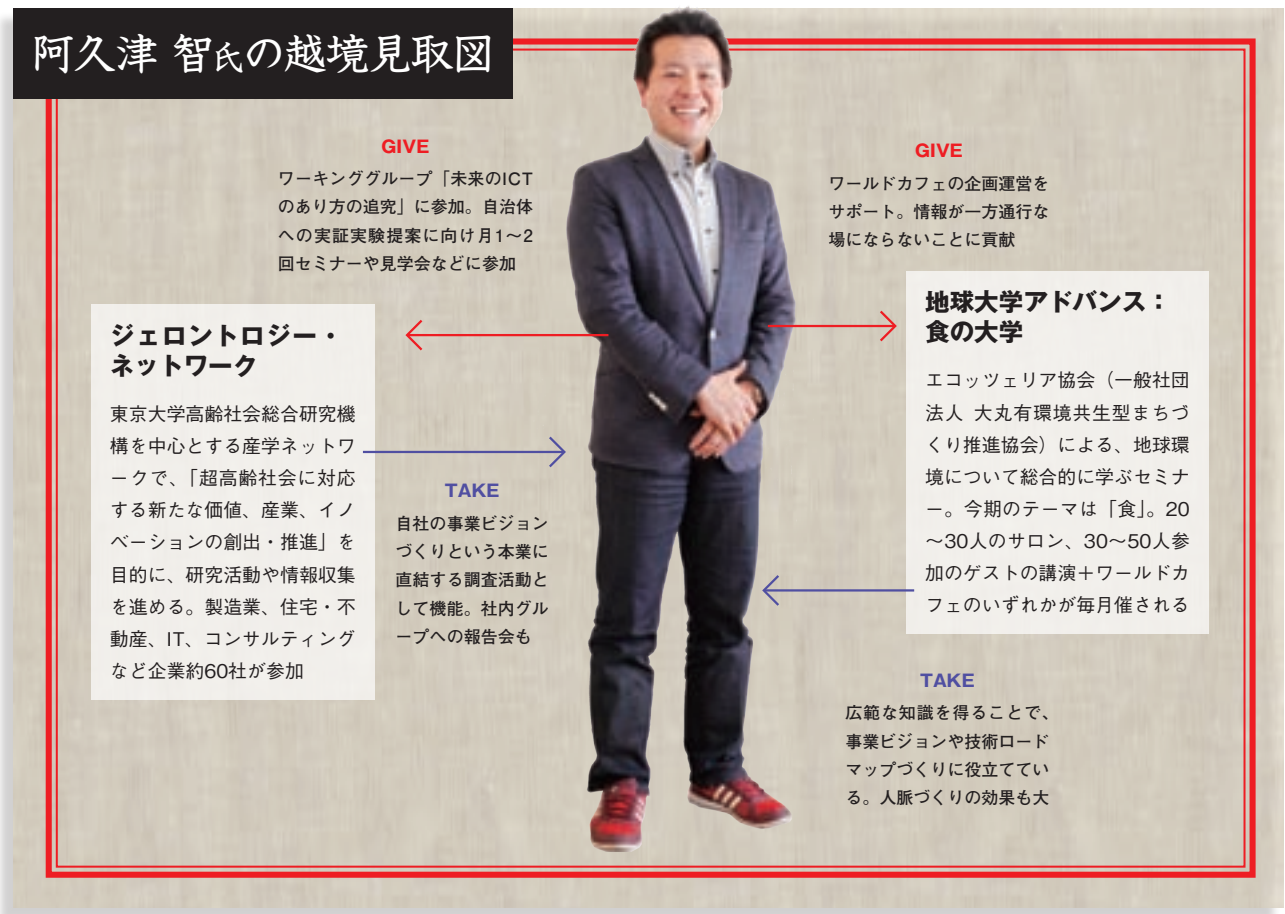 阿久津 智氏の越境見取図
GIVE
ワーキンググループ「未来のICT
のあり方の追究」に参加。自治体
への実証実験提案に向け月1〜2
回セミナーや見学会などに参加
ジェロントロジー・
ネットワーク
東京大学高齢社会総合研究機
構を中心とする産学ネットワ
ークで、「超高齢社会に対応
する新たな価値、産業、イノ
ベーションの創出・推進」を
目的に、研究活動や情報収集
を進める。製造業、住宅・不
動産、IT、コンサルティング
など企業約60社が参加
TAKE
自社の事業ビジョン
づくりという本業に
直結する調査活動と
して機能。社内グル
ープへの報告会も
GIVE
ワールドカフェの企画運営を
サポート。情報が一方通行な
場にならないことに貢献
地球大学アドバンス：
食の大学
エコッツェリア協会（一般社団
法人 大丸有環境共生型まちづ
くり推進協会）による、地球環
境について総合的に学ぶセミナ
ー。今期のテーマは「食」。20
〜30人のサロン、30〜50人参
加のゲストの講演＋ワールドカ
フェのいずれかが毎月催される
TAKE
広範な知識を得ることで、
事業ビジョンや技術ロード
マップづくりに役立ててい
る。人脈づくりの効果も大